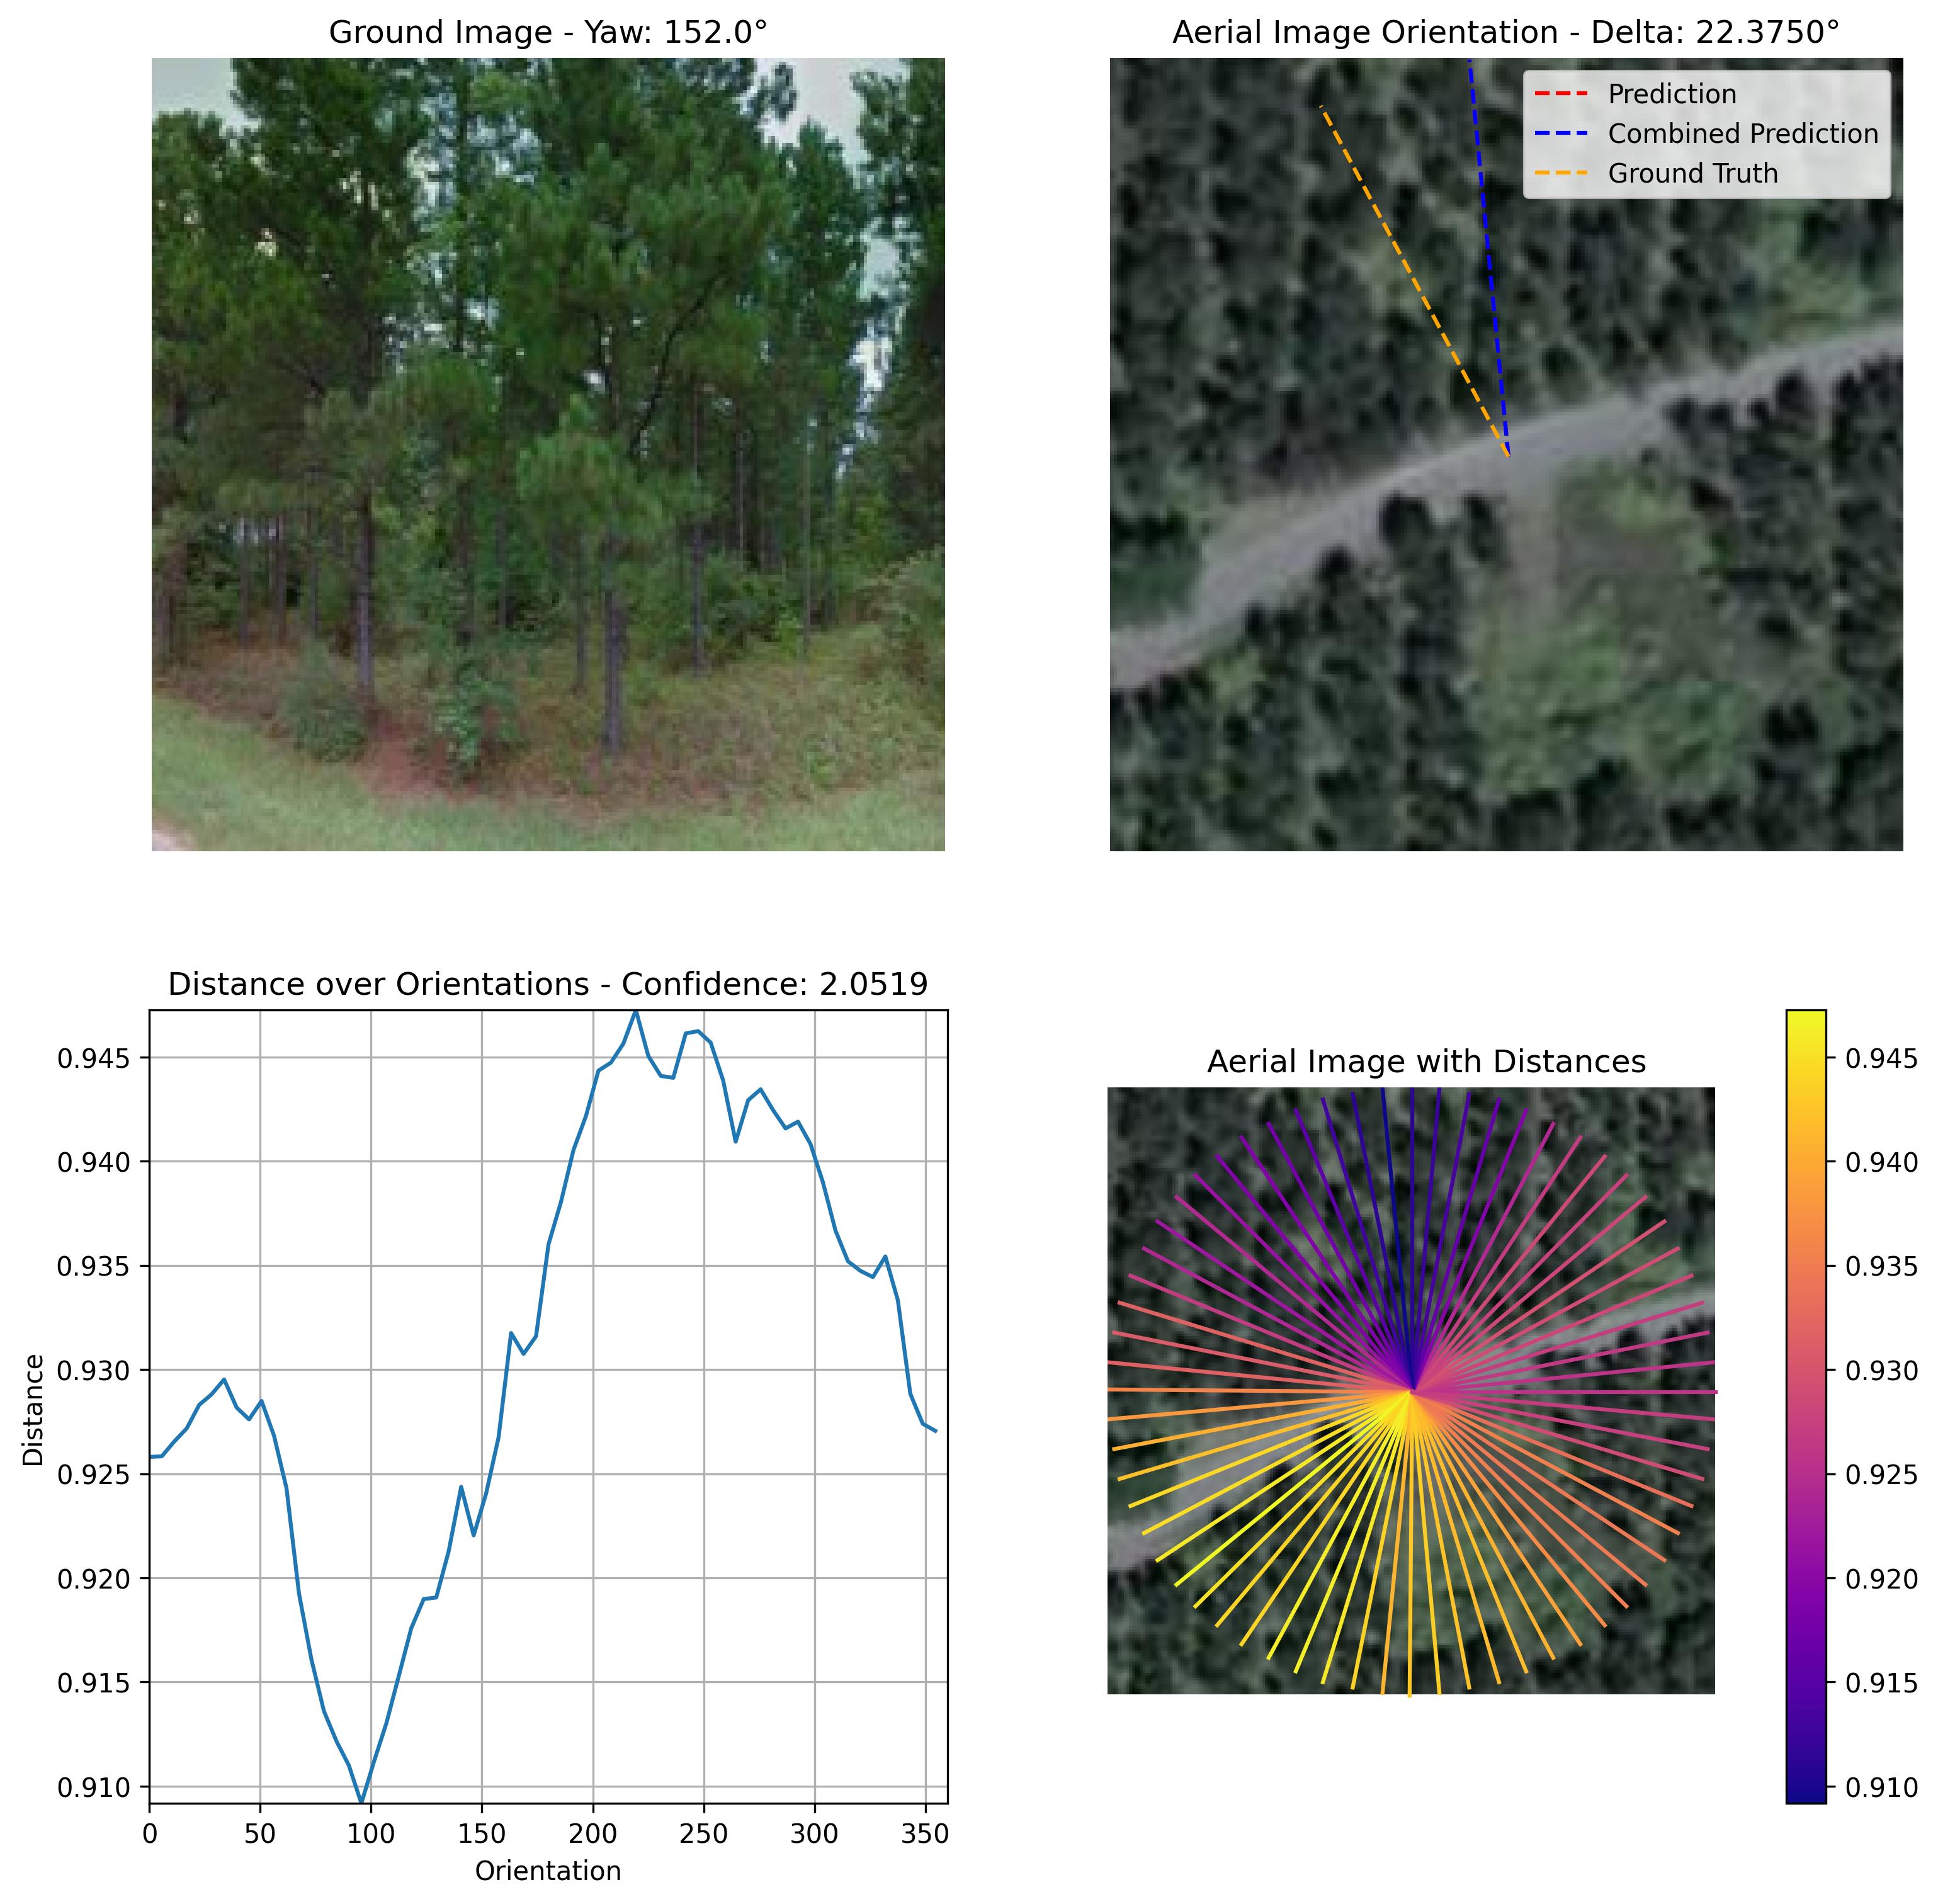 Ground Image - Yaw: 152.0°
Aerial Image Orientation - Delta: 22.3750°
Prediction
Combined Prediction
Ground Truth
Distance over Orientations - Confidence: 2.0519
0.945
0.940
0.935
0.930
0.925
0.920
0.915
0.910
Distance
0 50 100 150 200 250 300 350
Orientation
Aerial Image with Distances
0.945
0.940
0.935
0.930
0.925
0.920
0.915
0.910